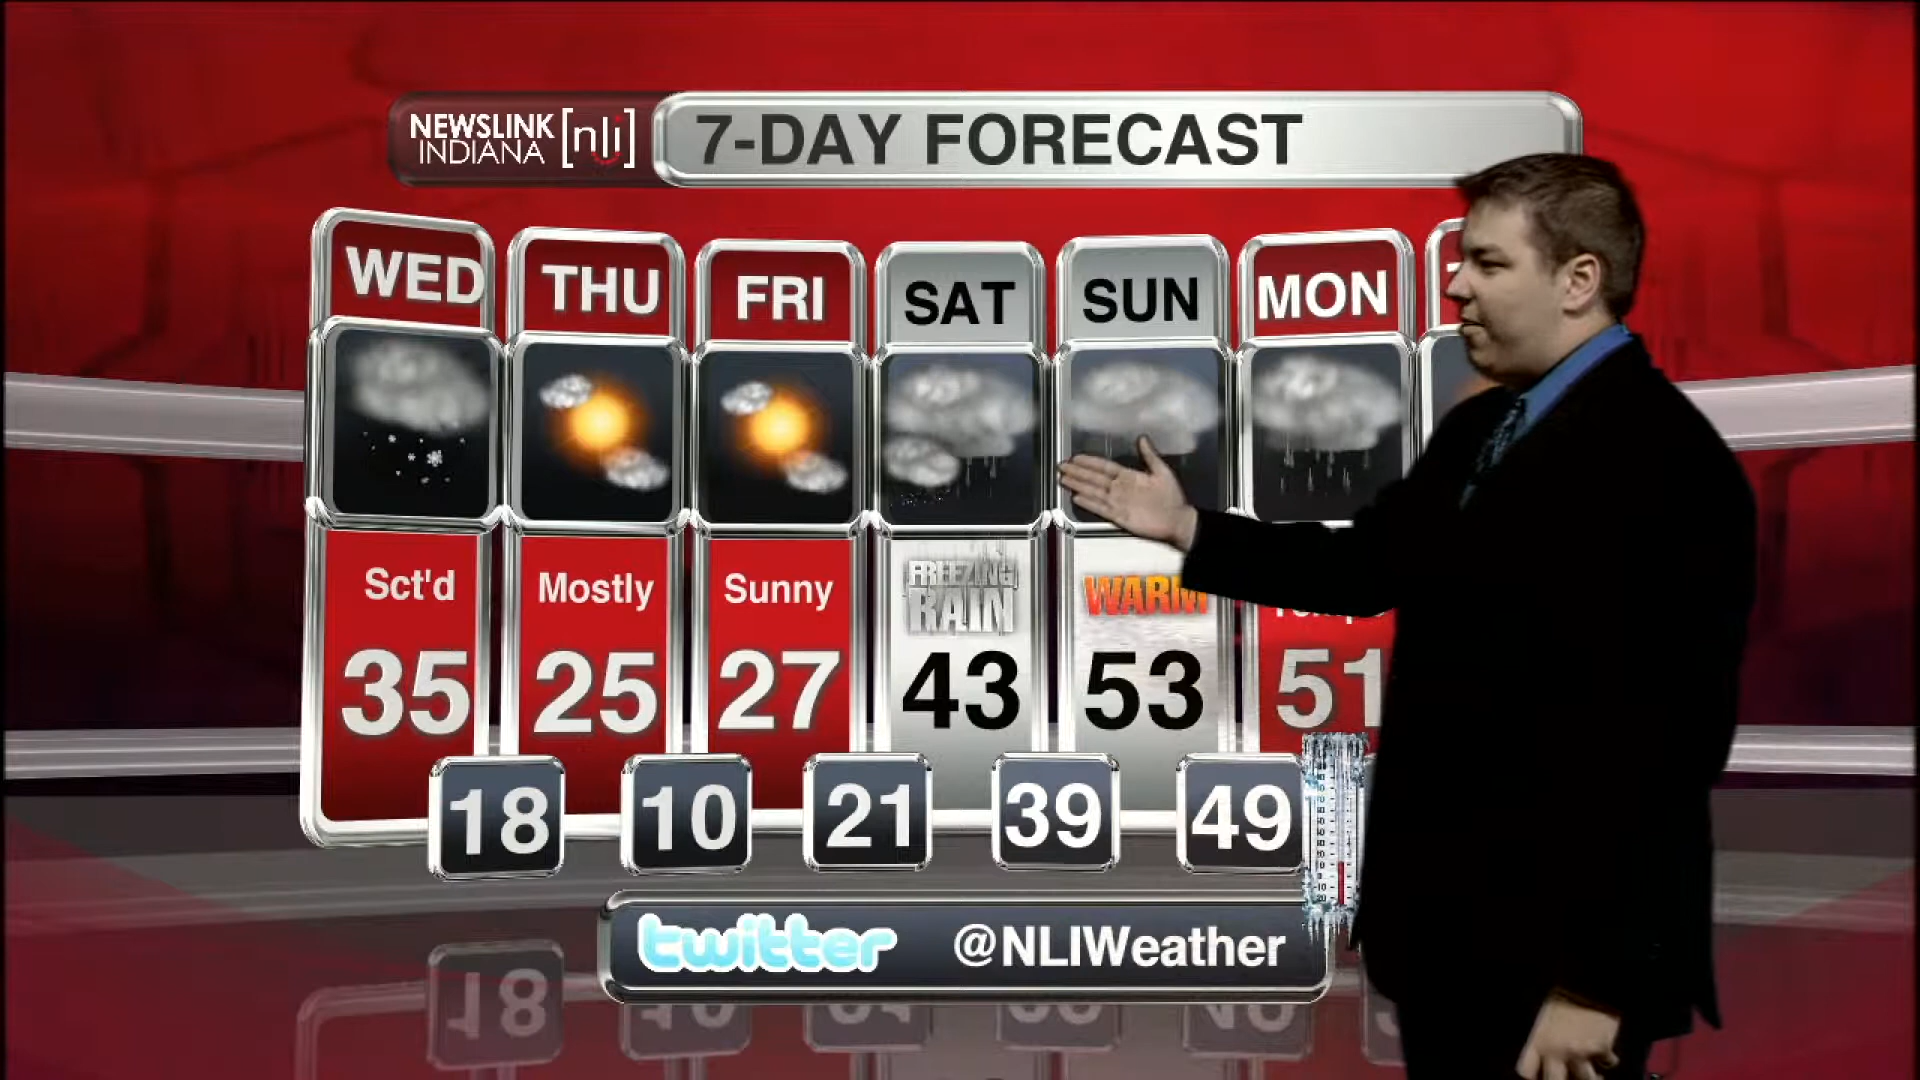 NEWSLINK
INDIANA
[nli]
7-DAY FORECAST
WED
THU
FRI
SAT
SUN
MON
Sct'd
Mostly
Sunny
FREEZING
RAIN
WARM
35
25
27
43
53
51
18
10
21
39
49
twitter @NLIWeather